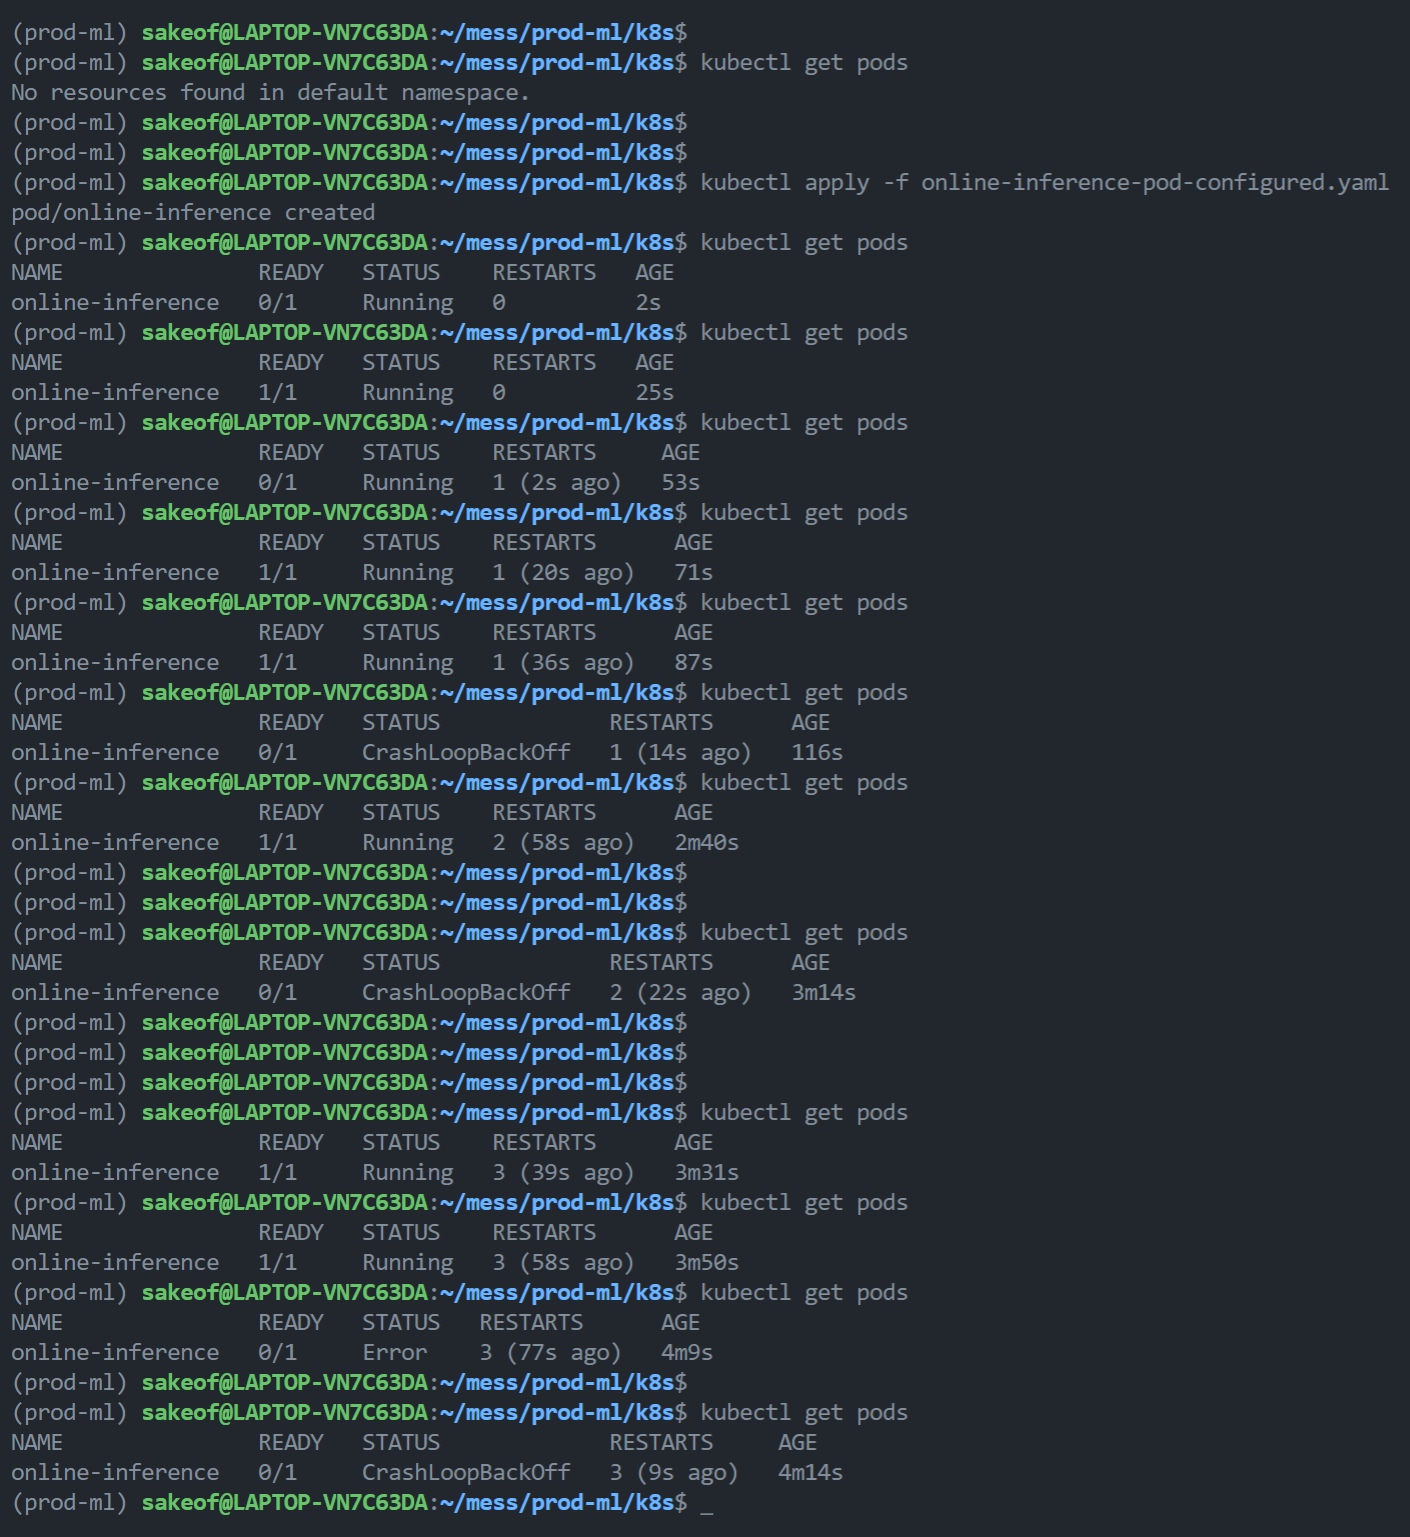 (prod-ml) sakeof@LAPTOP-VN7C63DA:~/mess/prod-ml/k8s$
(prod-ml) sakeof@LAPTOP-VN7C63DA:~/mess/prod-ml/k8s$ kubectl get pods
No resources found in default namespace.
(prod-ml) sakeof@LAPTOP-VN7C63DA:~/mess/prod-ml/k8s$
(prod-ml) sakeof@LAPTOP-VN7C63DA:~/mess/prod-ml/k8s$
(prod-ml) sakeof@LAPTOP-VN7C63DA:~/mess/prod-ml/k8s$ kubectl apply -f online-inference-pod-configured.yaml
pod/online-inference created
(prod-ml) sakeof@LAPTOP-VN7C63DA:~/mess/prod-ml/k8s$ kubectl get pods
NAME               READY   STATUS    RESTARTS   AGE
online-inference   0/1     Running   0          2s
(prod-ml) sakeof@LAPTOP-VN7C63DA:~/mess/prod-ml/k8s$ kubectl get pods
NAME               READY   STATUS    RESTARTS   AGE
online-inference   1/1     Running   0          25s
(prod-ml) sakeof@LAPTOP-VN7C63DA:~/mess/prod-ml/k8s$ kubectl get pods
NAME               READY   STATUS    RESTARTS     AGE
online-inference   0/1     Running   1 (2s ago)   53s
(prod-ml) sakeof@LAPTOP-VN7C63DA:~/mess/prod-ml/k8s$ kubectl get pods
NAME               READY   STATUS    RESTARTS      AGE
online-inference   1/1     Running   1 (20s ago)   71s
(prod-ml) sakeof@LAPTOP-VN7C63DA:~/mess/prod-ml/k8s$ kubectl get pods
NAME               READY   STATUS    RESTARTS      AGE
online-inference   1/1     Running   1 (36s ago)   87s
(prod-ml) sakeof@LAPTOP-VN7C63DA:~/mess/prod-ml/k8s$ kubectl get pods
NAME               READY   STATUS             RESTARTS      AGE
online-inference   0/1     CrashLoopBackOff   1 (14s ago)   116s
(prod-ml) sakeof@LAPTOP-VN7C63DA:~/mess/prod-ml/k8s$ kubectl get pods
NAME               READY   STATUS    RESTARTS      AGE
online-inference   1/1     Running   2 (58s ago)   2m40s
(prod-ml) sakeof@LAPTOP-VN7C63DA:~/mess/prod-ml/k8s$
(prod-ml) sakeof@LAPTOP-VN7C63DA:~/mess/prod-ml/k8s$
(prod-ml) sakeof@LAPTOP-VN7C63DA:~/mess/prod-ml/k8s$ kubectl get pods
NAME               READY   STATUS             RESTARTS      AGE
online-inference   0/1     CrashLoopBackOff   2 (22s ago)   3m14s
(prod-ml) sakeof@LAPTOP-VN7C63DA:~/mess/prod-ml/k8s$
(prod-ml) sakeof@LAPTOP-VN7C63DA:~/mess/prod-ml/k8s$
(prod-ml) sakeof@LAPTOP-VN7C63DA:~/mess/prod-ml/k8s$
(prod-ml) sakeof@LAPTOP-VN7C63DA:~/mess/prod-ml/k8s$ kubectl get pods
NAME               READY   STATUS    RESTARTS      AGE
online-inference   1/1     Running   3 (39s ago)   3m31s
(prod-ml) sakeof@LAPTOP-VN7C63DA:~/mess/prod-ml/k8s$ kubectl get pods
NAME               READY   STATUS    RESTARTS      AGE
online-inference   1/1     Running   3 (58s ago)   3m50s
(prod-ml) sakeof@LAPTOP-VN7C63DA:~/mess/prod-ml/k8s$ kubectl get pods
NAME               READY   STATUS   RESTARTS      AGE
online-inference   0/1     Error    3 (77s ago)   4m9s
(prod-ml) sakeof@LAPTOP-VN7C63DA:~/mess/prod-ml/k8s$
(prod-ml) sakeof@LAPTOP-VN7C63DA:~/mess/prod-ml/k8s$ kubectl get pods
NAME               READY   STATUS             RESTARTS     AGE
online-inference   0/1     CrashLoopBackOff   3 (9s ago)   4m14s
(prod-ml) sakeof@LAPTOP-VN7C63DA:~/mess/prod-ml/k8s$ _